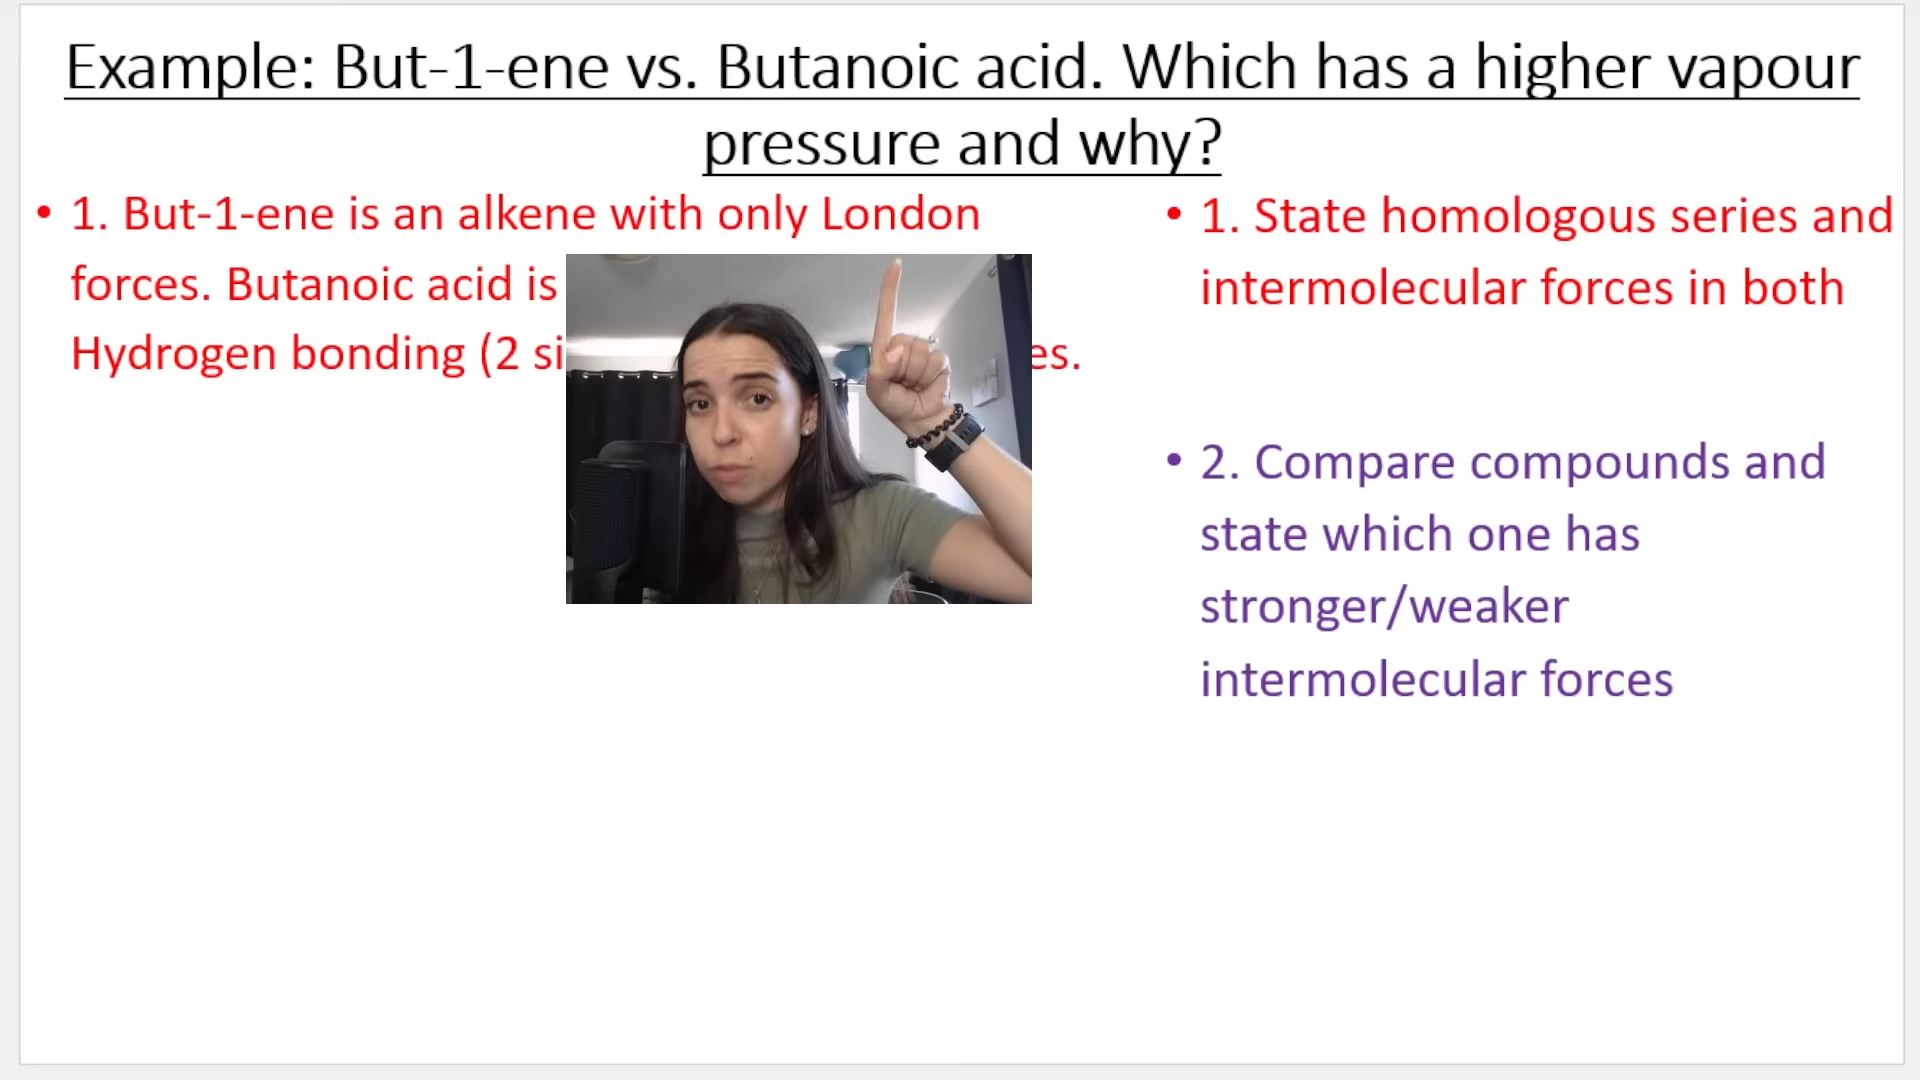 Example: But-1-ene vs. Butanoic acid. Which has a higher vapour
pressure and why?
• 1. But-1-ene is an alkene with only London
forces. Butanoic acid is
Hydrogen bonding (2
• 1. State homologous series and
intermolecular forces in both
• 2. Compare compounds and
state which one has
stronger/weaker
intermolecular forces